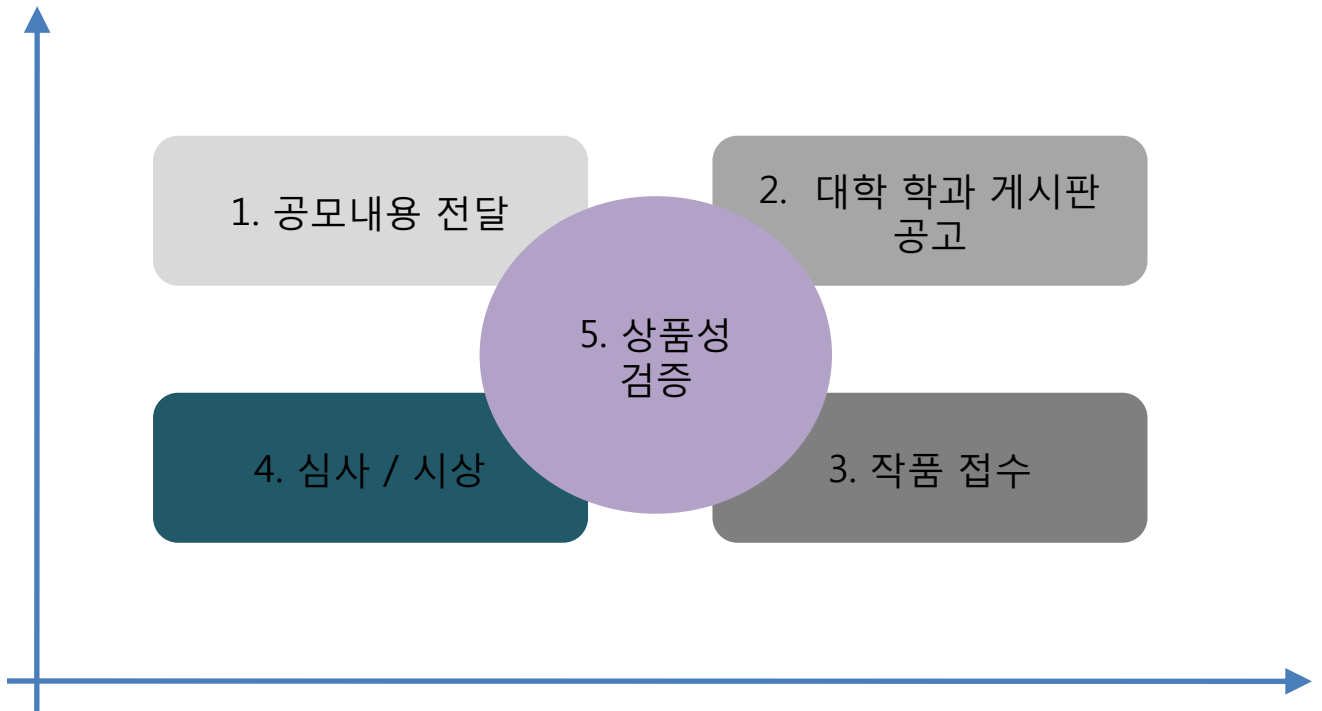 1. 공모내용 전달
2. 대학 학과 게시판
공고
5. 상품성
검증
4. 심사 / 시상
3. 작품 접수